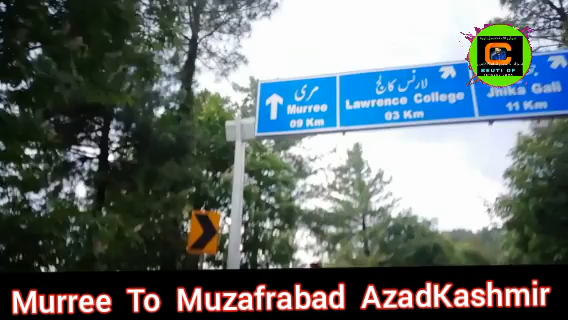 مری
Murree
09 Km
لارنس کالج
Lawrence College
03 Km
Jhika Gali
11 Km
Murree To Muzafrabad AzadKashmir